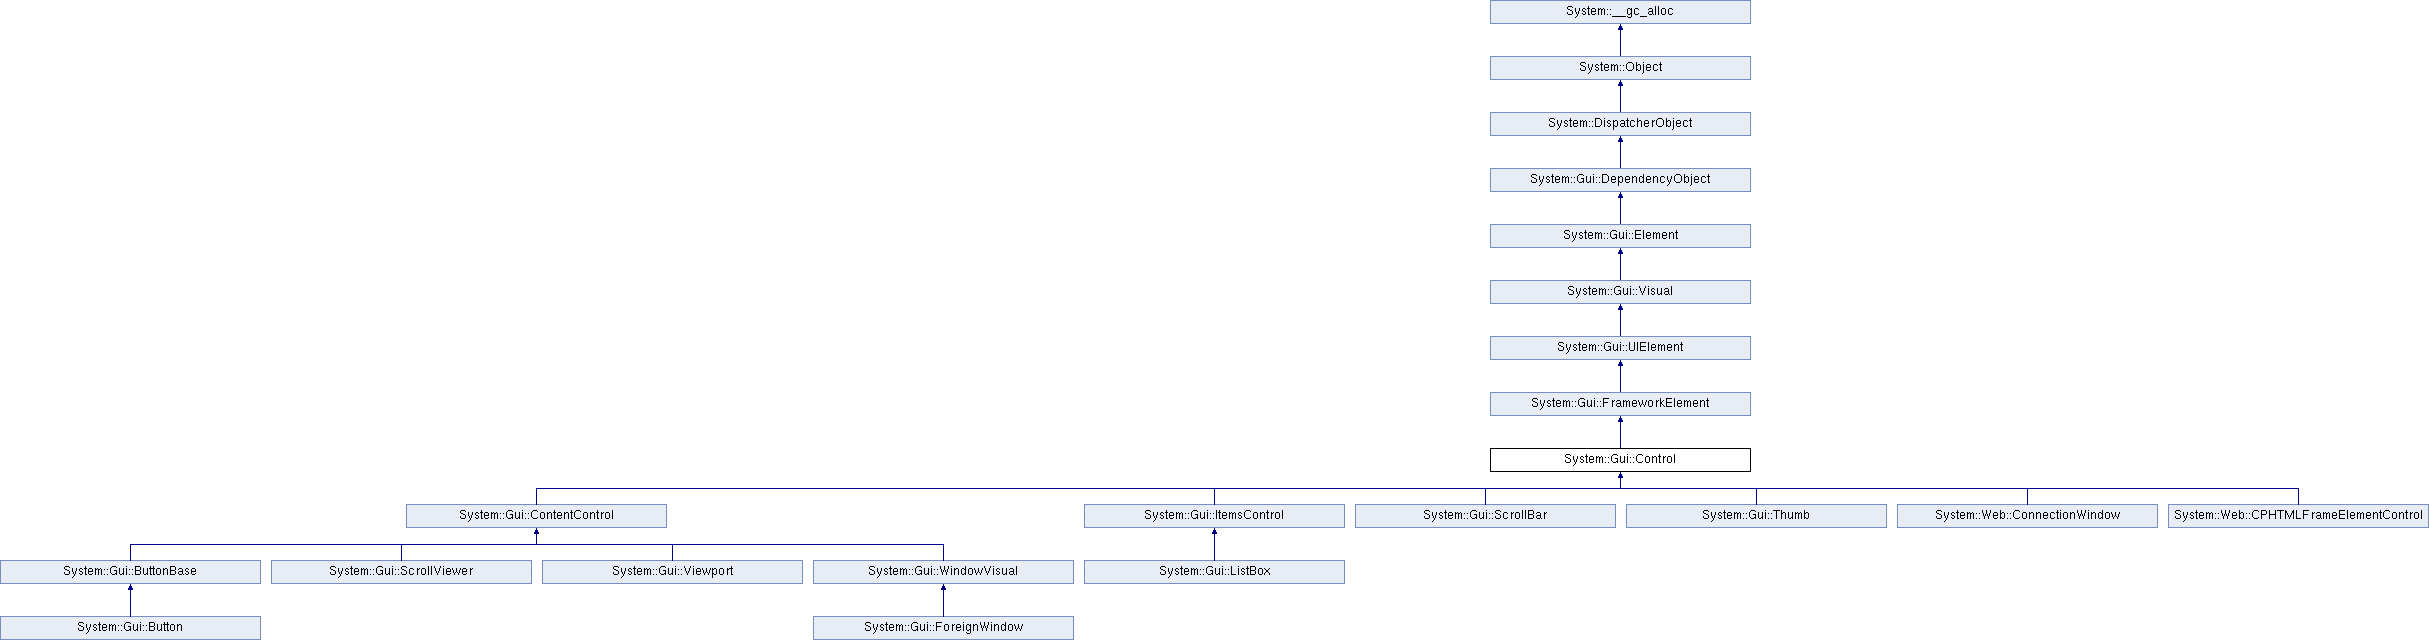 System::__gc_alloc
System::Object
System::DispatcherObject
System::Gui::DependencyObject
System::Gui::Element
System::Gui::Visual
System::Gui::UIElement
System::Gui::FrameworkElement
System::Gui::Control
System::Gui::ContentControl
System::Gui::ItemsControl
System::Gui::ScrollBar
System::Gui::Thumb
System::Web::ConnectionWindow
System::Web::CPHTMLFrameElementControl
System::Gui::ButtonBase
System::Gui::ScrollViewer
System::Gui::Viewport
System::Gui::WindowVisual
System::Gui::ListBox
System::Gui::Button
System::Gui::ForeignWindow